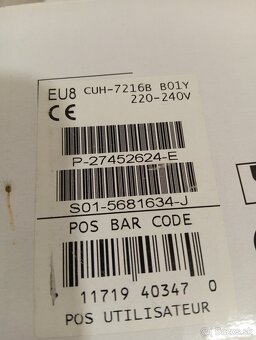 EU8 CUH-7216B B01Y
220-240V
CE
P-27452624-E
S01-5681634-J
POS BAR CODE
11719 40347 0
POS UTILISATEUR